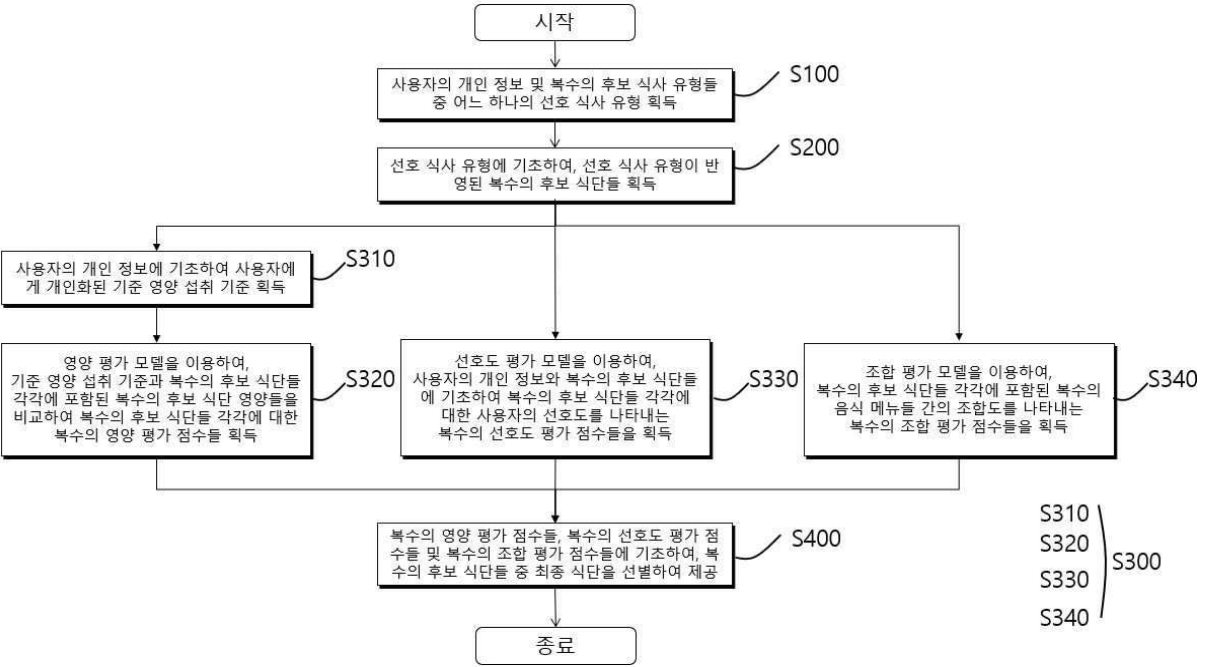 시작
사용자의 개인 정보 및 복수의 후보 식사 유형들
중 어느 하나의 선호 식사 유형 획득
S100
선호 식사 유형에 기초하여, 선호 식사 유형이 반
영된 복수의 후보 식단들 획득
S200
사용자의 개인 정보에 기초하여 사용자에
게 개인화된 기준 영양 섭취 기준 획득
S310
영양 평가 모델을 이용하여,
기준 영양 섭취 기준과 복수의 후보 식단들
각각에 포함된 복수의 후보 식단 영양들을
비교하여 복수의 후보 식단들 각각에 대한
복수의 영양 평가 점수들 획득
S320
선호도 평가 모델을 이용하여,
사용자의 개인 정보와 복수의 후보 식단들
에 기초하여 복수의 후보 식단들 각각에
대한 사용자의 선호도를 나타내는
복수의 선호도 평가 점수들을 획득
S330
조합 평가 모델을 이용하여,
복수의 후보 식단들 각각에 포함된 복수의
음식 메뉴들 간의 조합도를 나타내는
복수의 조합 평가 점수들을 획득
S340
복수의 영양 평가 점수들, 복수의 선호도 평가 점
수들 및 복수의 조합 평가 점수들에 기초하여, 복
수의 후보 식단들 중 최종 식단을 선별하여 제공
S400
S310
S320
S330
S340
S300
종료